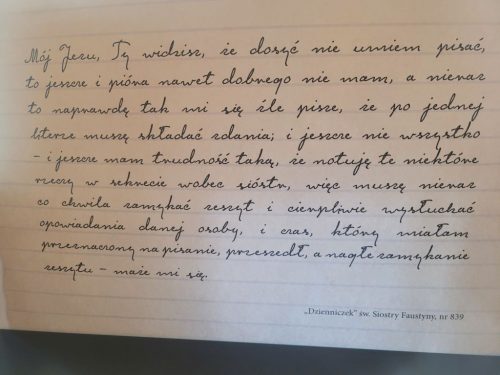 Mój Jezu, Ty widzisz, że dosyć nie umiem pisać,
to jeszcze i pióra nawet dobrego nie mam, a nieraz
to naprawdę tak mi się źle pisze, że po jednej
literze muszę składać zdania; i jeszcze nie wszystko
– i jeszcze mam trudność taką, że notuję te niektóre
rzeczy w sekrecie wobec sióstr, więc muszę nieraz
co chwila zamykać zeszyt i cierpliwie wysłuchać
opowiadania danej osoby, i czas, który miałam
przeznaczony na pisanie, przeszedł, a nagłe zamykanie
zeszytu – maże mi się.
„Dzienniczek” św. Siostry Faustyny, nr 839